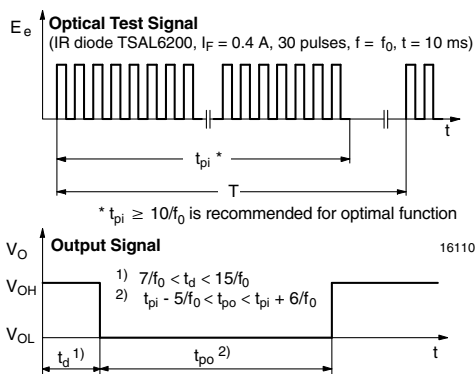 E_e Optical Test Signal
(IR diode TSAL6200, I_F = 0.4 A, 30 pulses, f = f_0, t = 10 ms)
t
t_pi *
T
* t_pi ≥ 10/f_0 is recommended for optimal function
V_O Output Signal 16110
V_OH
1) 7/f_0 < t_d < 15/f_0
2) t_pi - 5/f_0 < t_po < t_pi + 6/f_0
V_OL
t
t_d 1) t_po 2)